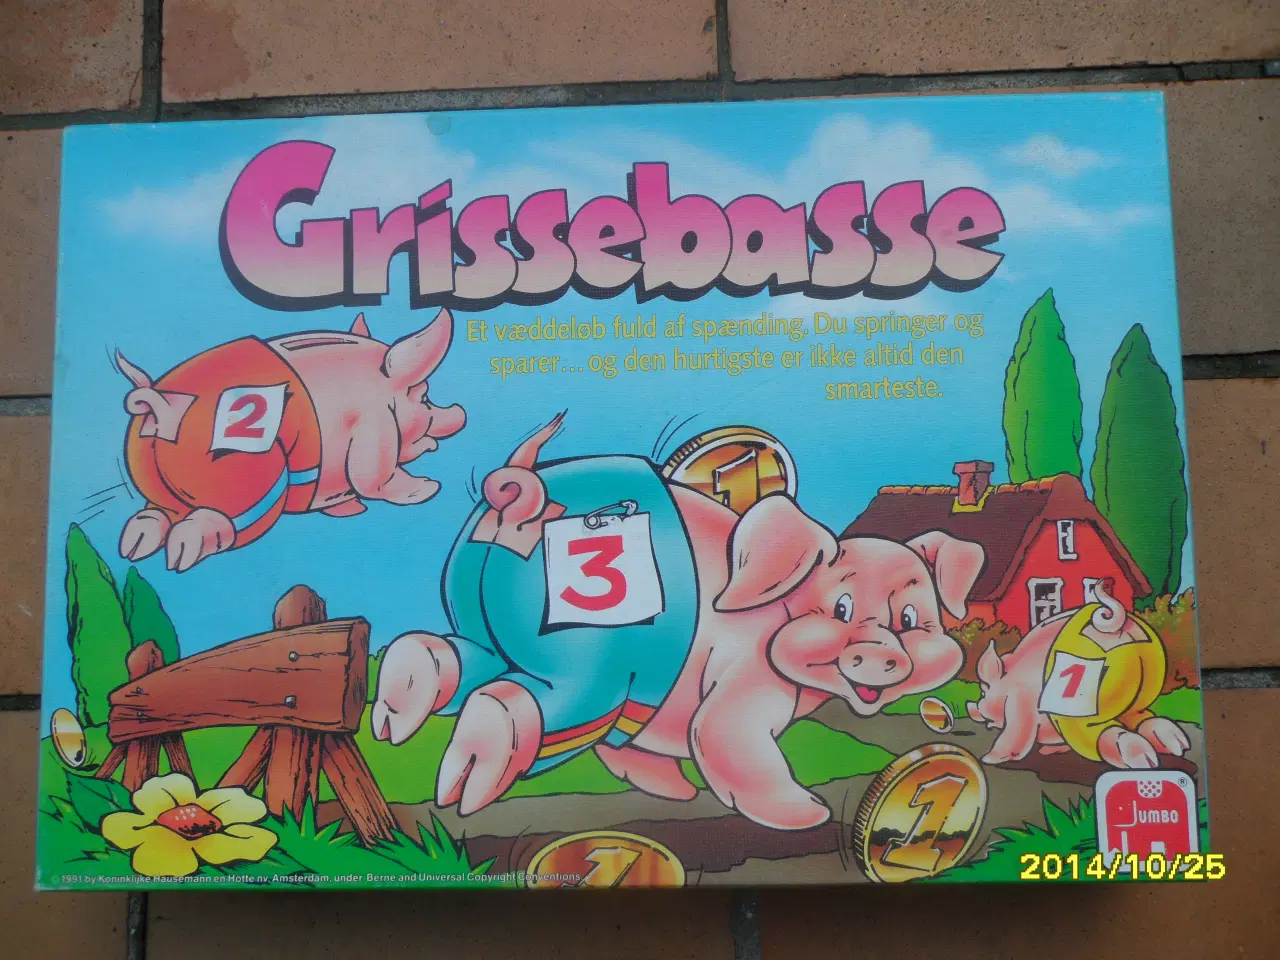 Grissebasse
Et væddeløb fuld af spænding. Du springer og
sparer... og den hurtigste er ikke altid den
smarteste.
2
1
3
1
1
1
JUMBO
®
© 1991 by Koninklijke Hausemann en Hotte nv, Amsterdam, under Berne and Universal Copyright Conventions.
2014/10/25